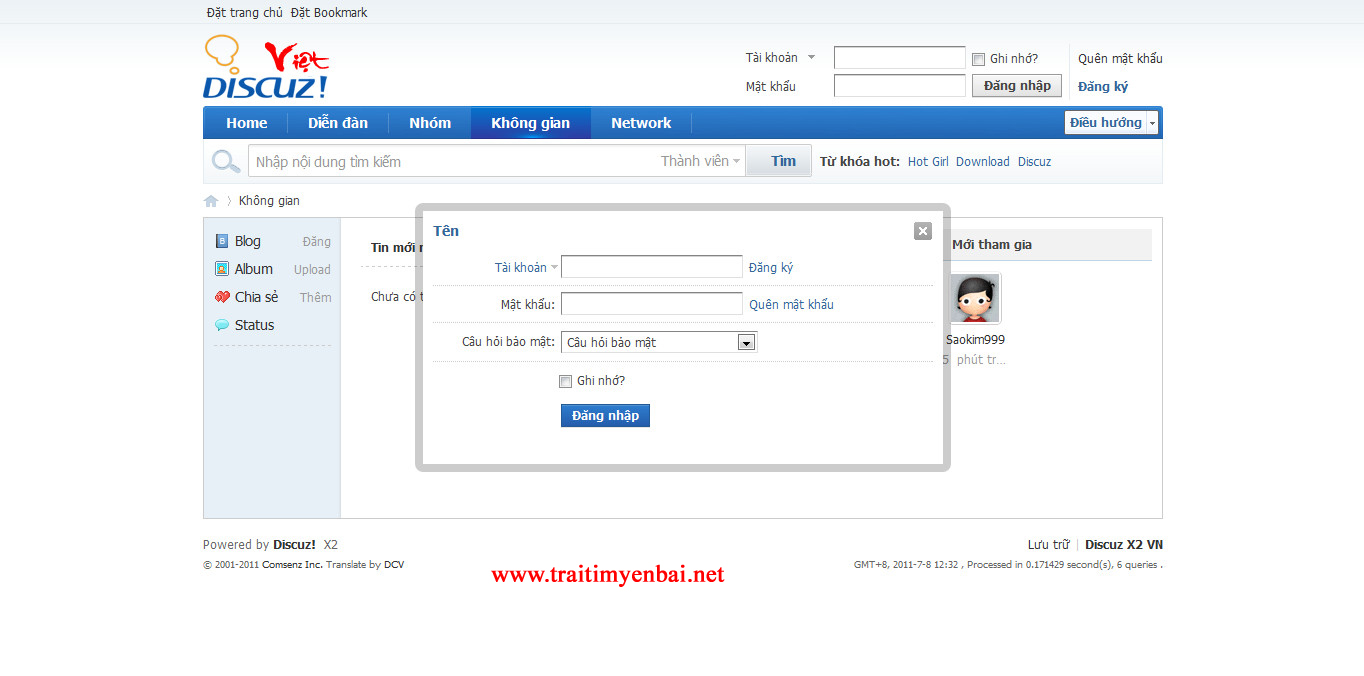 Đặt trang chủ Đặt Bookmark
Việt
DISCUZ!
Tài khoản Ghi nhớ? Quên mật khẩu
Mật khẩu Đăng nhập Đăng ký
Home Diễn đàn Nhóm Không gian Network Điều hướng
Nhập nội dung tìm kiếm Thành viên Tìm Từ khóa hot: Hot Girl Download Discuz
Không gian
Blog Đăng
Album Upload
Chia sẻ Thêm
Status
Tin mới
Chưa có
Tên
Tài khoản Đăng ký
Mật khẩu: Quên mật khẩu
Câu hỏi bảo mật: Câu hỏi bảo mật
Ghi nhớ?
Đăng nhập
Mới tham gia
Saokim999
5 phút tr...
Powered by Discuz! X2
Lưu trữ | Discuz X2 VN
© 2001-2011 Comsenz Inc. Translate by DCV
GMT+8, 2011-7-8 12:32 , Processed in 0.171429 second(s), 6 queries .
www.traitimyenbai.net